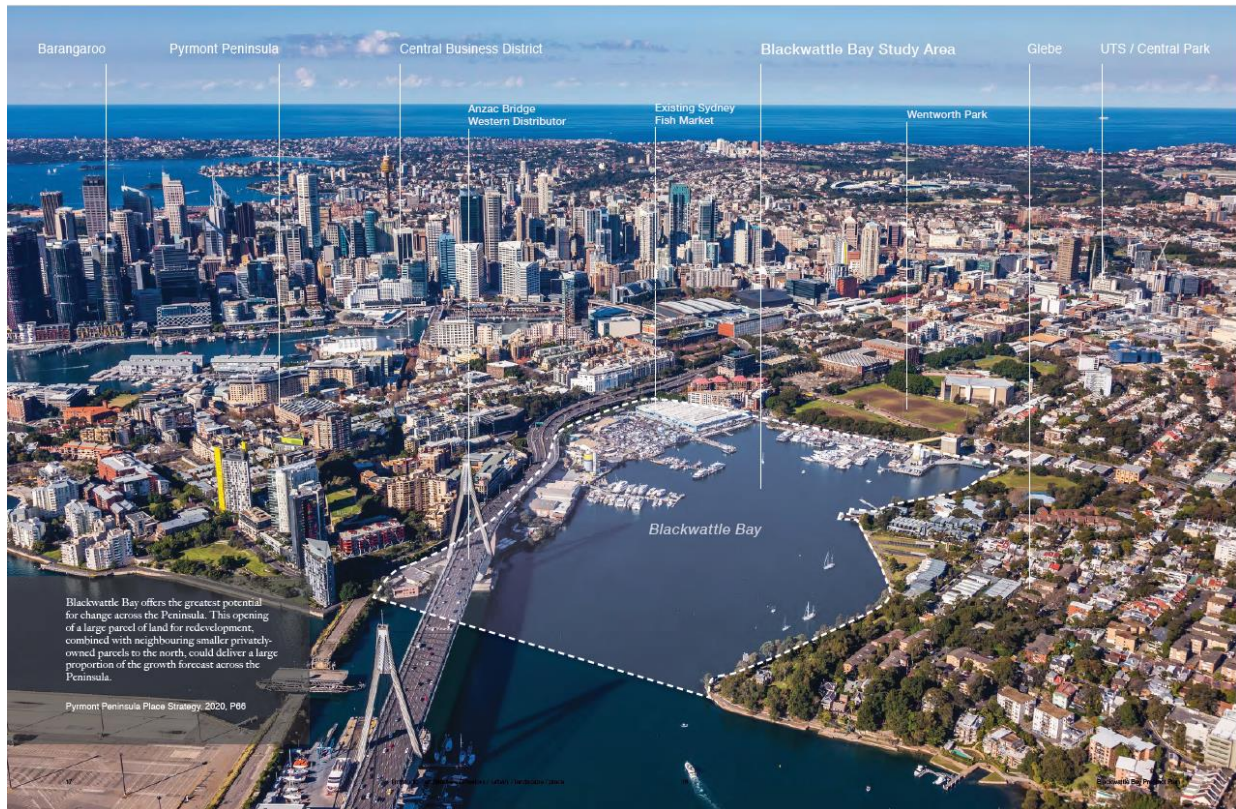 Barangaroo
Pyrmont Peninsula
Central Business District
Blackwattle Bay Study Area
Glebe
UTS / Central Park
Anzac Bridge
Western Distributor
Existing Sydney
Fish Market
Wentworth Park
Blackwattle Bay
Blackwattle Bay offers the greatest potential
for change across the Peninsula. This opening
of a large parcel of land for redevelopment,
combined with neighbouring smaller privately-
owned parcels to the north, could deliver a large
proportion of the growth forecast across the
Peninsula.
Pyrmont Peninsula Place Strategy. 2020, P66